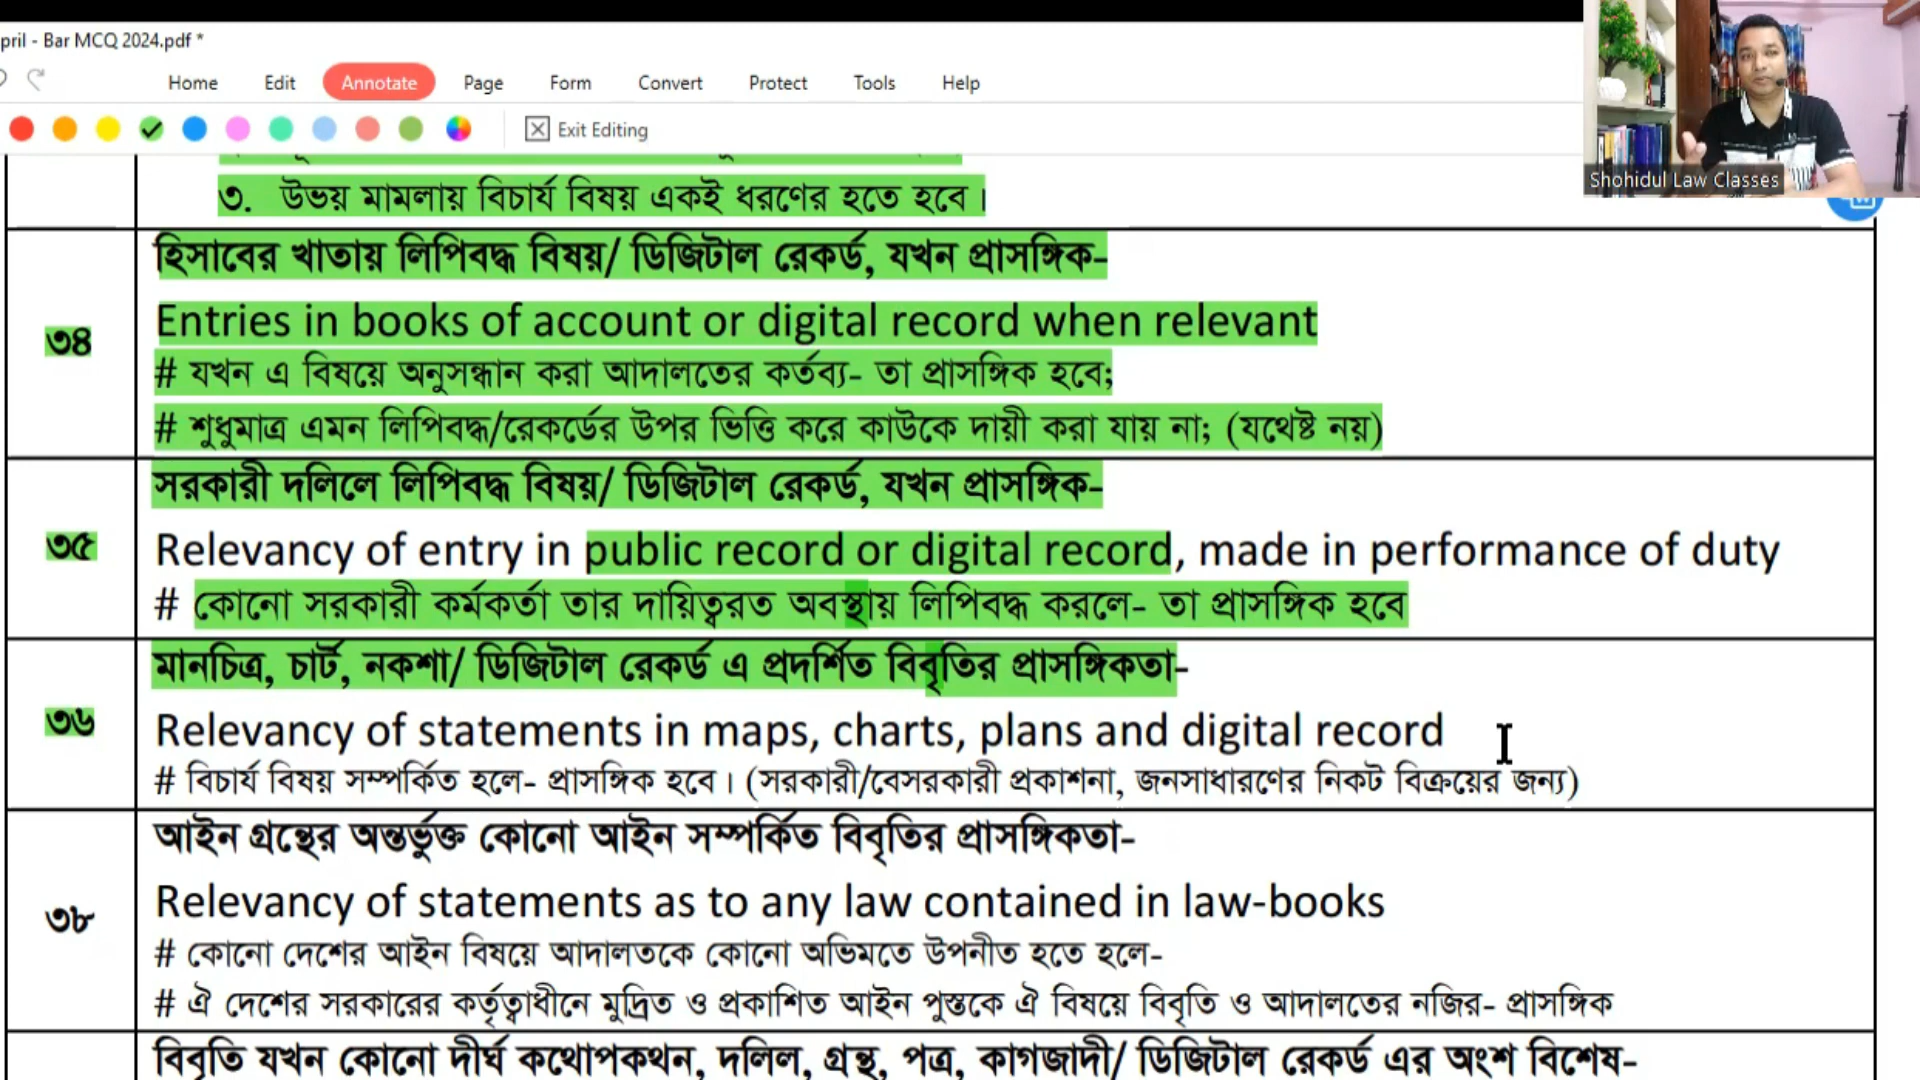 pril - Bar MCQ 2024.pdf *
Home Edit Annotate Page Form Convert Protect Tools Help
Exit Editing
Shohidul Law Classes
৩. উভয় মামলায় বিচার্য বিষয় একই ধরণের হতে হবে।
হিসাবের খাতায় লিপিবদ্ধ বিষয়/ ডিজিটাল রেকর্ড, যখন প্রাসঙ্গিক-
৩৪
Entries in books of account or digital record when relevant
# যখন এ বিষয়ে অনুসন্ধান করা আদালতের কর্তব্য- তা প্রাসঙ্গিক হবে;
# শুধুমাত্র এমন লিপিবদ্ধ/রেকর্ডের উপর ভিত্তি করে কাউকে দায়ী করা যায় না; (যথেষ্ট নয়)
সরকারী দলিলে লিপিবদ্ধ বিষয়/ ডিজিটাল রেকর্ড, যখন প্রাসঙ্গিক-
৩৫
Relevancy of entry in public record or digital record, made in performance of duty
# কোনো সরকারী কর্মকর্তা তার দায়িত্বরত অবস্থায় লিপিবদ্ধ করলে- তা প্রাসঙ্গিক হবে
মানচিত্র, চার্ট, নকশা/ ডিজিটাল রেকর্ড এ প্রদর্শিত বিবৃতির প্রাসঙ্গিকতা-
৩৬
Relevancy of statements in maps, charts, plans and digital record
# বিচার্য বিষয় সম্পর্কিত হলে- প্রাসঙ্গিক হবে। (সরকারী/বেসরকারী প্রকাশনা, জনসাধারণের নিকট বিক্রয়ের জন্য)
আইন গ্রন্থের অন্তর্ভুক্ত কোনো আইন সম্পর্কিত বিবৃতির প্রাসঙ্গিকতা-
৩৮
Relevancy of statements as to any law contained in law-books
# কোনো দেশের আইন বিষয়ে আদালতকে কোনো অভিমতে উপনীত হতে হলে-
# ঐ দেশের সরকারের কর্তৃত্বাধীনে মুদ্রিত ও প্রকাশিত আইন পুস্তকে ঐ বিষয়ে বিবৃতি ও আদালতের নজির- প্রাসঙ্গিক
বিবৃতি যখন কোনো দীর্ঘ কথোপকথন, দলিল, গ্রন্থ, পত্র, কাগজাদী/ ডিজিটাল রেকর্ড এর অংশ বিশেষ-